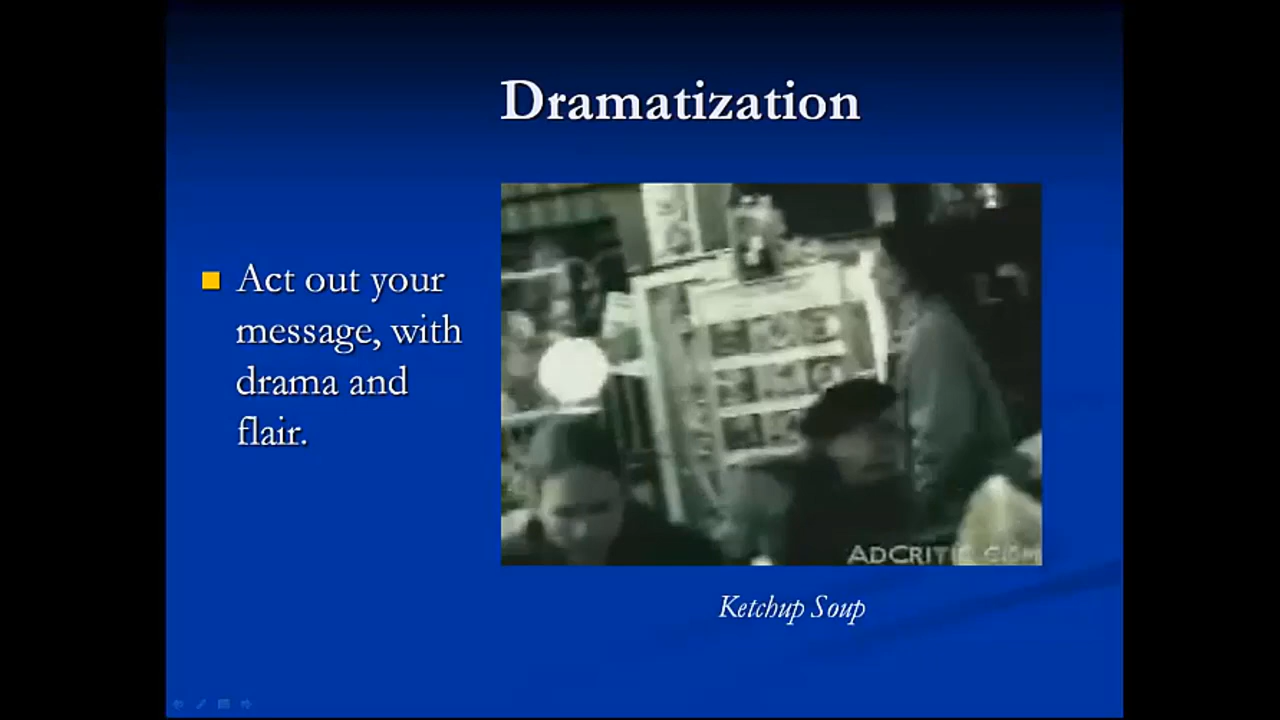 Dramatization
Act out your
message, with
drama and
flair.
ADCRITIC.COM
Ketchup Soup